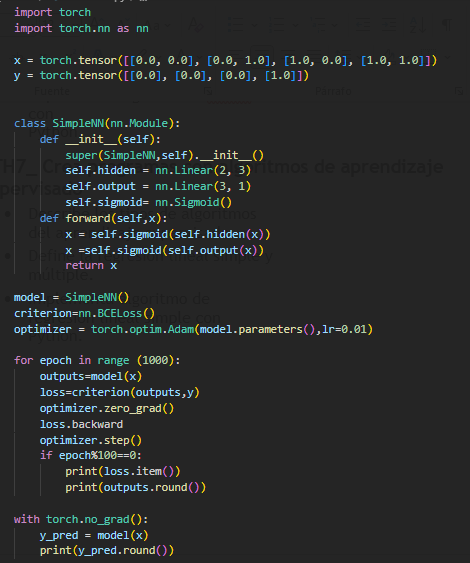 import torch
import torch.nn as nn
x = torch.tensor([[0.0, 0.0], [0.0, 1.0], [1.0, 0.0], [1.0, 1.0]])
y = torch.tensor([[0.0], [0.0], [0.0], [1.0]])
class SimpleNN(nn.Module):
    def __init__(self):
        super(SimpleNN,self).__init__()
        self.hidden = nn.Linear(2, 3)
        self.output = nn.Linear(3, 1)
        self.sigmoid= nn.Sigmoid()
    def forward(self,x):
        x = self.sigmoid(self.hidden(x))
        x =self.sigmoid(self.output(x))
        return x
model = SimpleNN()
criterion=nn.BCELoss()
optimizer = torch.optim.Adam(model.parameters(),lr=0.01)
for epoch in range (1000):
    outputs=model(x)
    loss=criterion(outputs,y)
    optimizer.zero_grad()
    loss.backward
    optimizer.step()
    if epoch%100==0:
        print(loss.item())
        print(outputs.round())
with torch.no_grad():
    y_pred = model(x)
    print(y_pred.round())